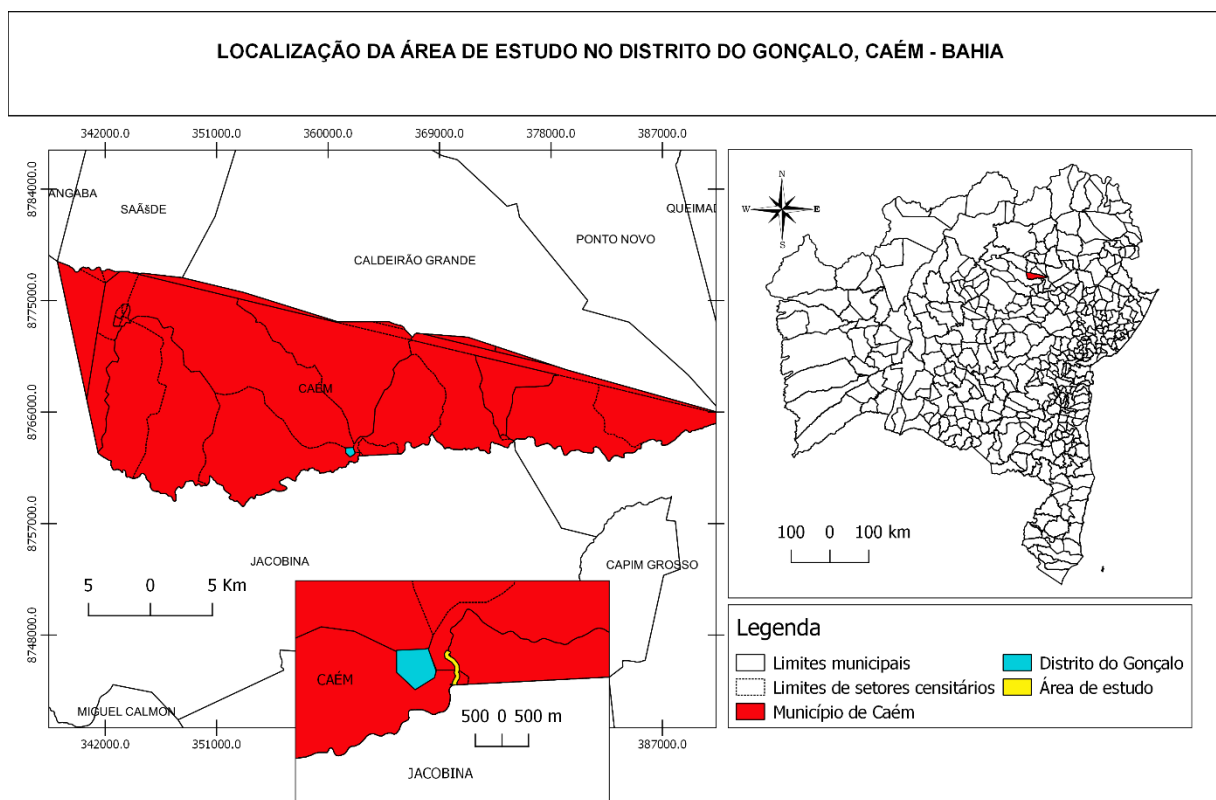 LOCALIZAÇÃO DA ÁREA DE ESTUDO NO DISTRITO DO GONÇALO, CAÉM - BAHIA
342000.0 351000.0 360000.0 369000.0 378000.0 387000.0
8784000.0
8775000.0
8766000.0
8757000.0
8748000.0
ANGABA
SAÃšDE
QUEIMAD
PONTO NOVO
CALDEIRÃO GRANDE
CAÉM
JACOBINA
CAPIM GROSSO
5 0 5 Km
MIGUEL CALMON
CAÉM
500 0 500 m
JACOBINA
342000.0 351000.0 387000.0
N
W E
S
100 0 100 km
Legenda
Limites municipais
Limites de setores censitários
Município de Caém
Distrito do Gonçalo
Área de estudo